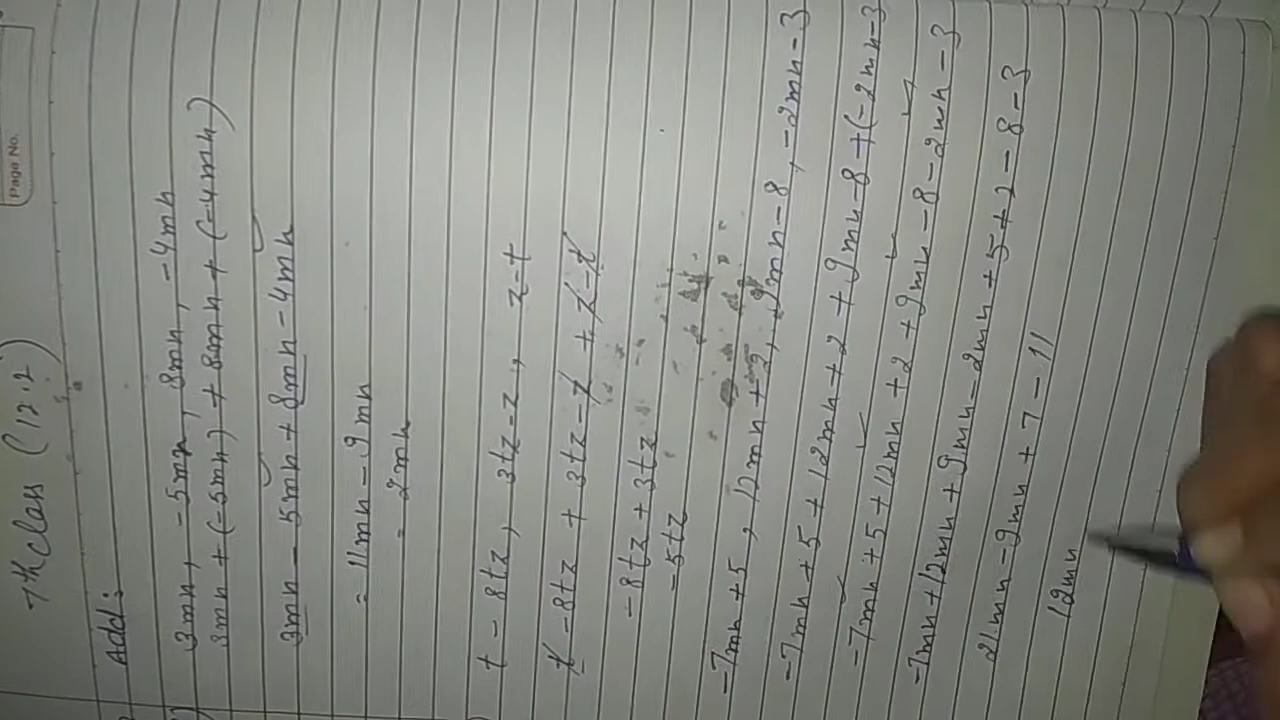 Page No.
7th class (12.2)
Add:
3mn, -5mn, 8mn, -4mn
3mn + (-5mn) + 8mn + (-4mn)
3mn - 5mn + 8mn - 4mn
= 11mn - 9mn
= 2mn
t - 8tz, 3tz - z, z - t
t - 8tz + 3tz - z + z - t
-8tz + 3tz
-5tz
-7mn + 5, 12mn + 2, 9mn - 8, -2mn - 3
-7mn + 5 + 12mn + 2 + 9mn - 8 + (-2mn - 3
-7mn + 5 + 12mn + 2 + 9mn - 8 - 2mn - 3
-7mn + 12mn + 9mn - 2mn + 5 + 2 - 8 - 3
21mn - 9mn + 7 - 11
12mn